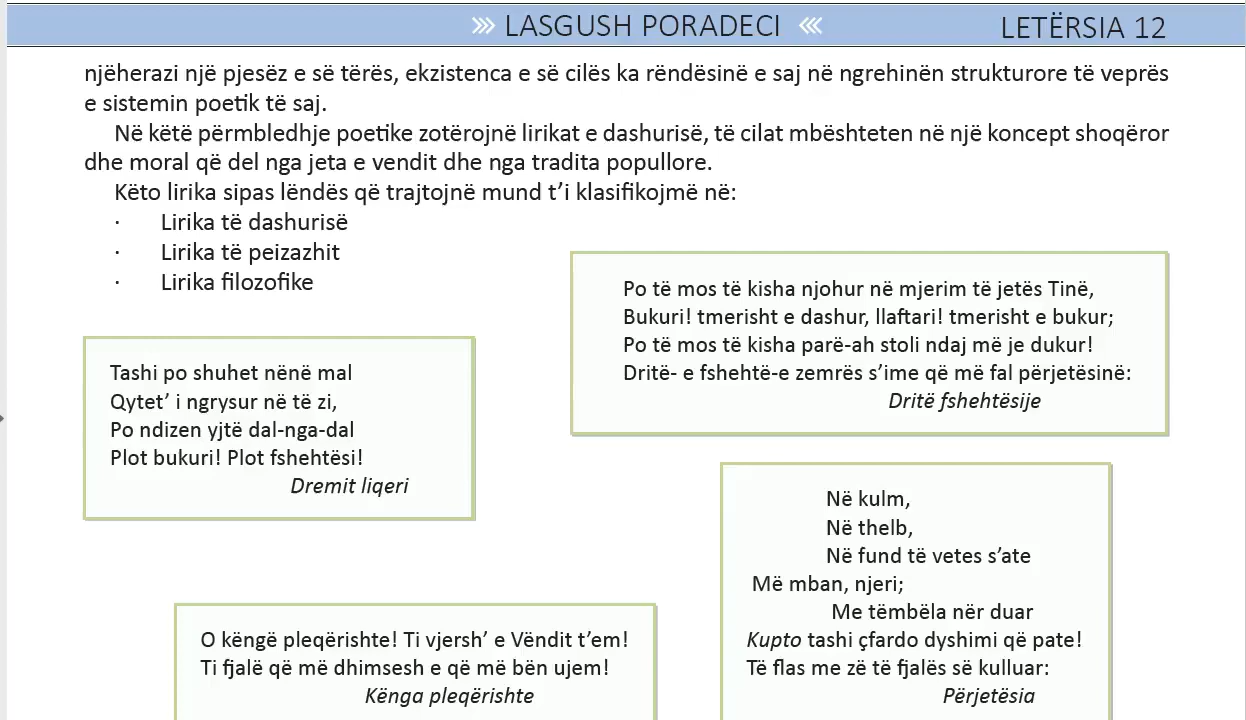 LASGUSH PORADECI
LETËRSIA 12
njëherazi një pjesëz e së tërës, ekzistenca e së cilës ka rëndësinë e saj në ngrehinën strukturore të veprës
e sistemin poetik të saj.
Në këtë përmbledhje poetike zotërojnë lirikat e dashurisë, të cilat mbështeten në një koncept shoqëror
dhe moral që del nga jeta e vendit dhe nga tradita popullore.
Këto lirika sipas lëndës që trajtojnë mund t’i klasifikojmë në:
· Lirika të dashurisë
· Lirika të peizazhit
· Lirika filozofike
Po të mos të kisha njohur në mjerim të jetës Tinë,
Bukuri! tmerisht e dashur, llaftari! tmerisht e bukur;
Po të mos të kisha parë-ah stoli ndaj më je dukur!
Dritë- e fshehtë-e zemrës s’ime që më fal përjetësinë:
Dritë fshehtësije
Tashi po shuhet nënë mal
Qytet’ i ngrysur në të zi,
Po ndizen yjtë dal-nga-dal
Plot bukuri! Plot fshehtësi!
Dremit liqeri
Në kulm,
Në thelb,
Në fund të vetes s’ate
Më mban, njeri;
Me tëmbëla nër duar
Kupto tashi çfardo dyshimi që pate!
Të flas me zë të fjalës së kulluar:
Përjetësia
O këngë pleqërishte! Ti vjersh’ e Vëndit t’em!
Ti fjalë që më dhimsesh e që më bën ujem!
Kënga pleqërishte